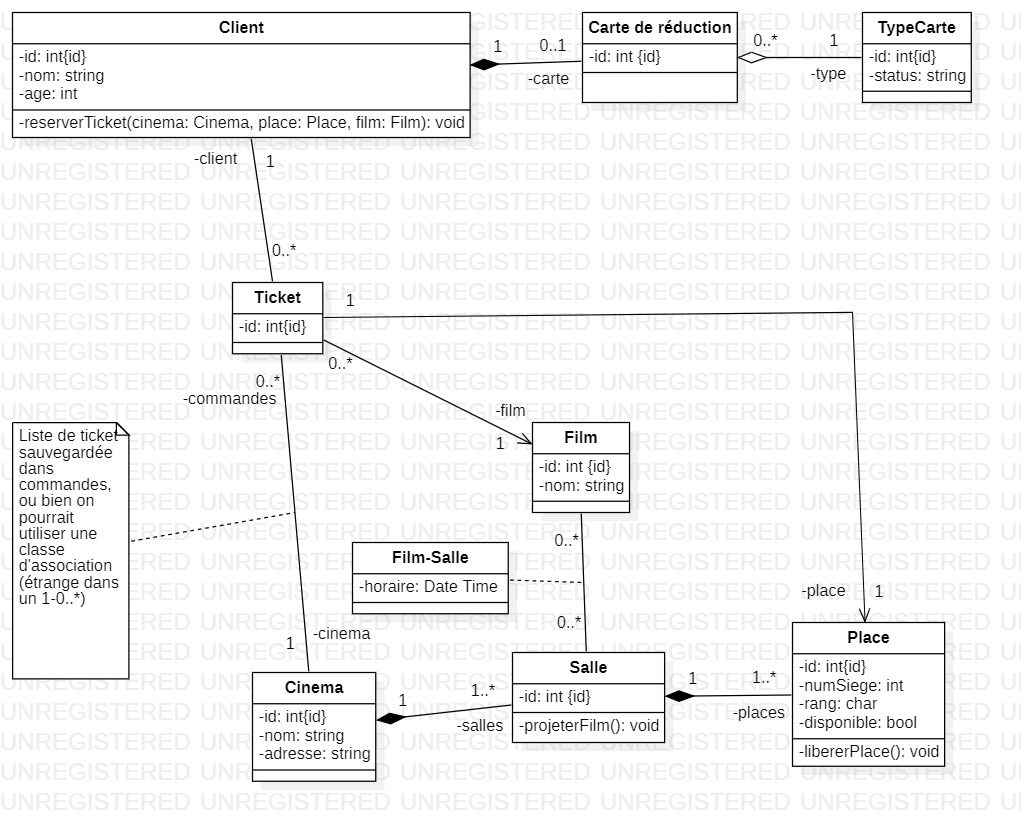 Client
-id: int{id}
-nom: string
-age: int
-reserverTicket(cinema: Cinema, place: Place, film: Film): void
1
0..1
-carte
Carte de réduction
-id: int {id}
0..*
1
-type
TypeCarte
-id: int{id}
-status: string
-client
1
0..*
Ticket
-id: int{id}
1
0..*
0..*
-commandes
-film
1
Film
-id: int {id}
-nom: string
Liste de ticket
sauvegardée
dans
commandes,
ou bien on
pourrait
utiliser une
classe
d'association
(étrange dans
un 1-0..*)
0..*
Film-Salle
-horaire: Date Time
0..*
-place
1
1
-cinema
Cinema
-id: int{id}
-nom: string
-adresse: string
1
1..*
-salles
Salle
-id: int {id}
-projeterFilm(): void
1
1..*
-places
Place
-id: int{id}
-numSiege: int
-rang: char
-disponible: bool
-libererPlace(): void
UNREGISTERED